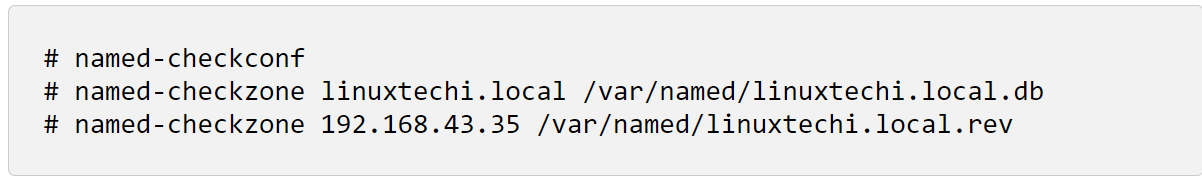 # named-checkconf
# named-checkzone linuxtechi.local /var/named/linuxtechi.local.db
# named-checkzone 192.168.43.35 /var/named/linuxtechi.local.rev